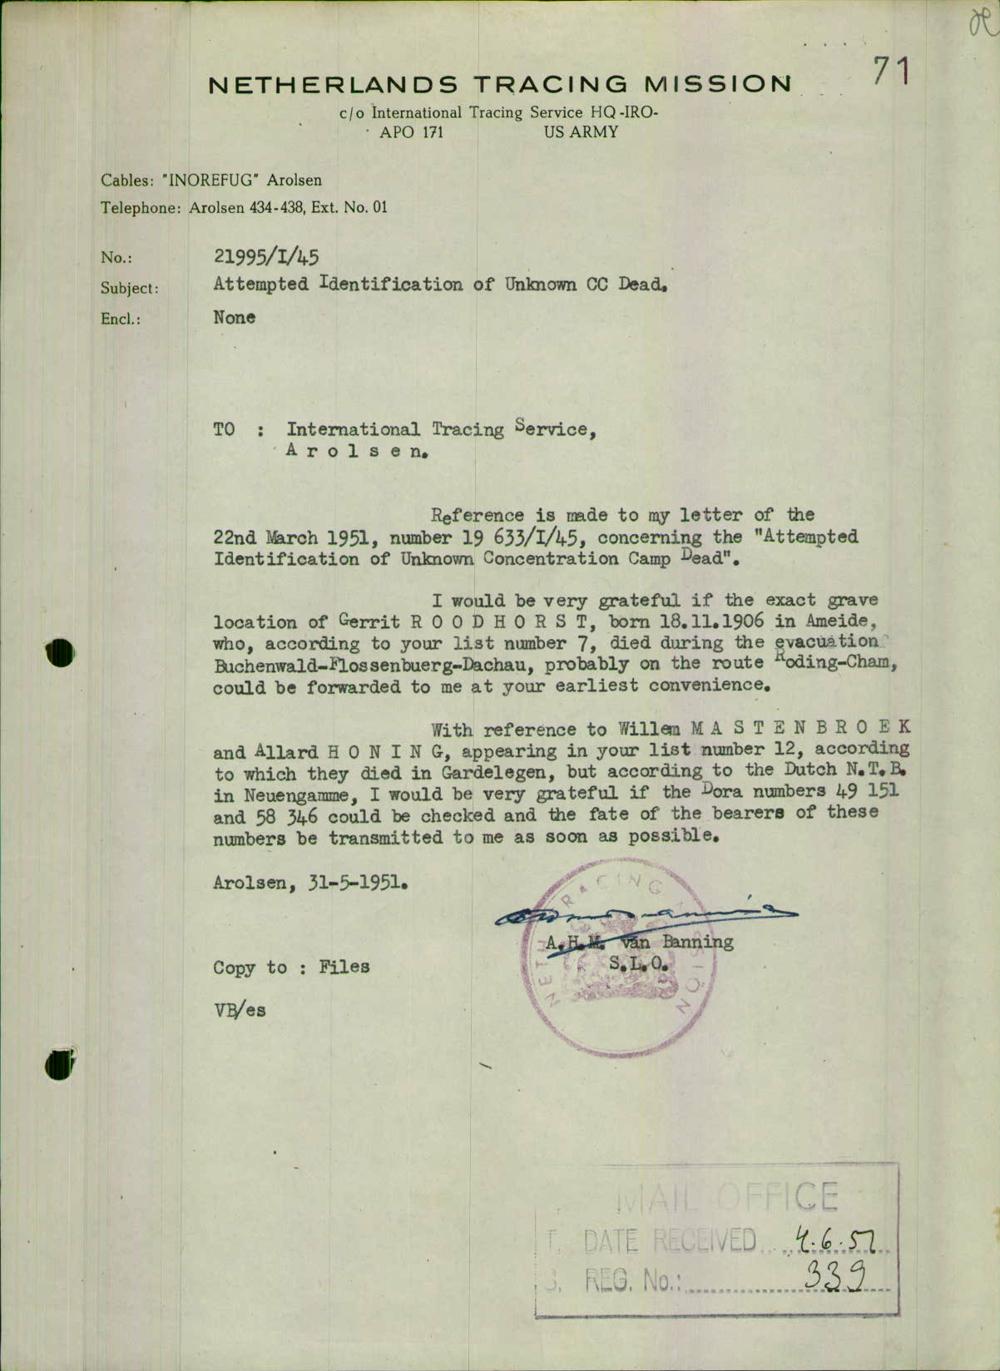 71
NETHERLANDS TRACING MISSION
c/o International Tracing Service HQ -IRO-
APO 171 US ARMY
Cables: "INOREFUG" Arolsen
Telephone: Arolsen 434-438, Ext. No. 01
No.: 21995/I/45
Subject: Attempted Identification of Unknown CC Dead.
Encl.: None
TO : International Tracing Service,
A r o l s e n.
Reference is made to my letter of the
22nd March 1951, number 19 633/I/45, concerning the "Attempted
Identification of Unknown Concentration Camp Dead".
I would be very grateful if the exact grave
location of Gerrit R O O D H O R S T, born 18.11.1906 in Ameide,
who, according to your list number 7, died during the evacuation
Buchenwald-Flossenbuerg-Dachau, probably on the route Roding-Cham,
could be forwarded to me at your earliest convenience.
With reference to Willem M A S T E N B R O E K
and Allard H O N I N G, appearing in your list number 12, according
to which they died in Gardelegen, but according to the Dutch N.T.B.
in Neuengamme, I would be very grateful if the Dora numbers 49 151
and 58 346 could be checked and the fate of the bearers of these
numbers be transmitted to me as soon as possible.
Arolsen, 31-5-1951.
A.H.M. van Banning
S.L.O.
Copy to : Files
VB/es
MAIL OFFICE
DATE RECEIVED 4.6.51
REG. No.: 339